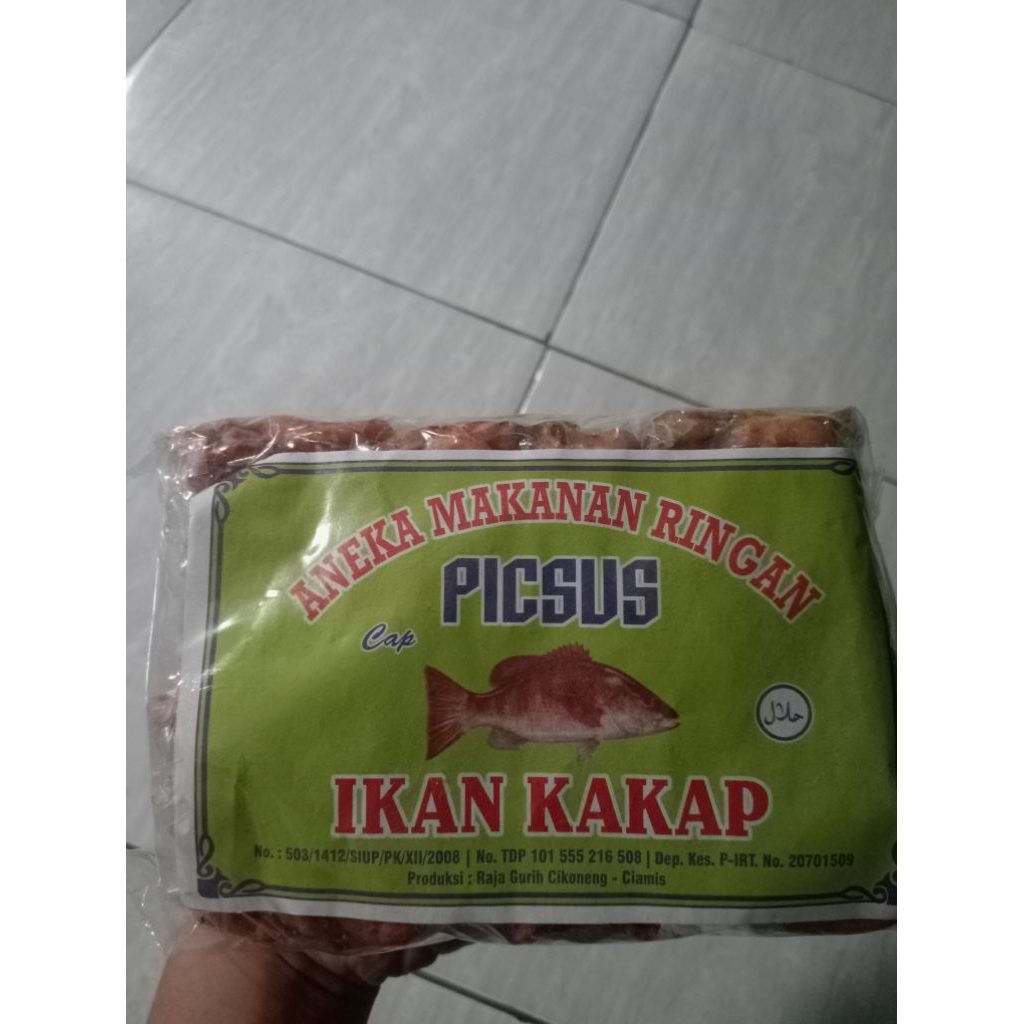 ANEKA MAKANAN RINGAN
PICSUS
Cap
حلال
IKAN KAKAP
No. : 503/1412/SIUP/PK/XII/2008 | No. TDP 101 555 216 508 | Dep. Kes. P-IRT. No. 20701509
Produksi : Raja Gurih Cikoneng - Ciamis